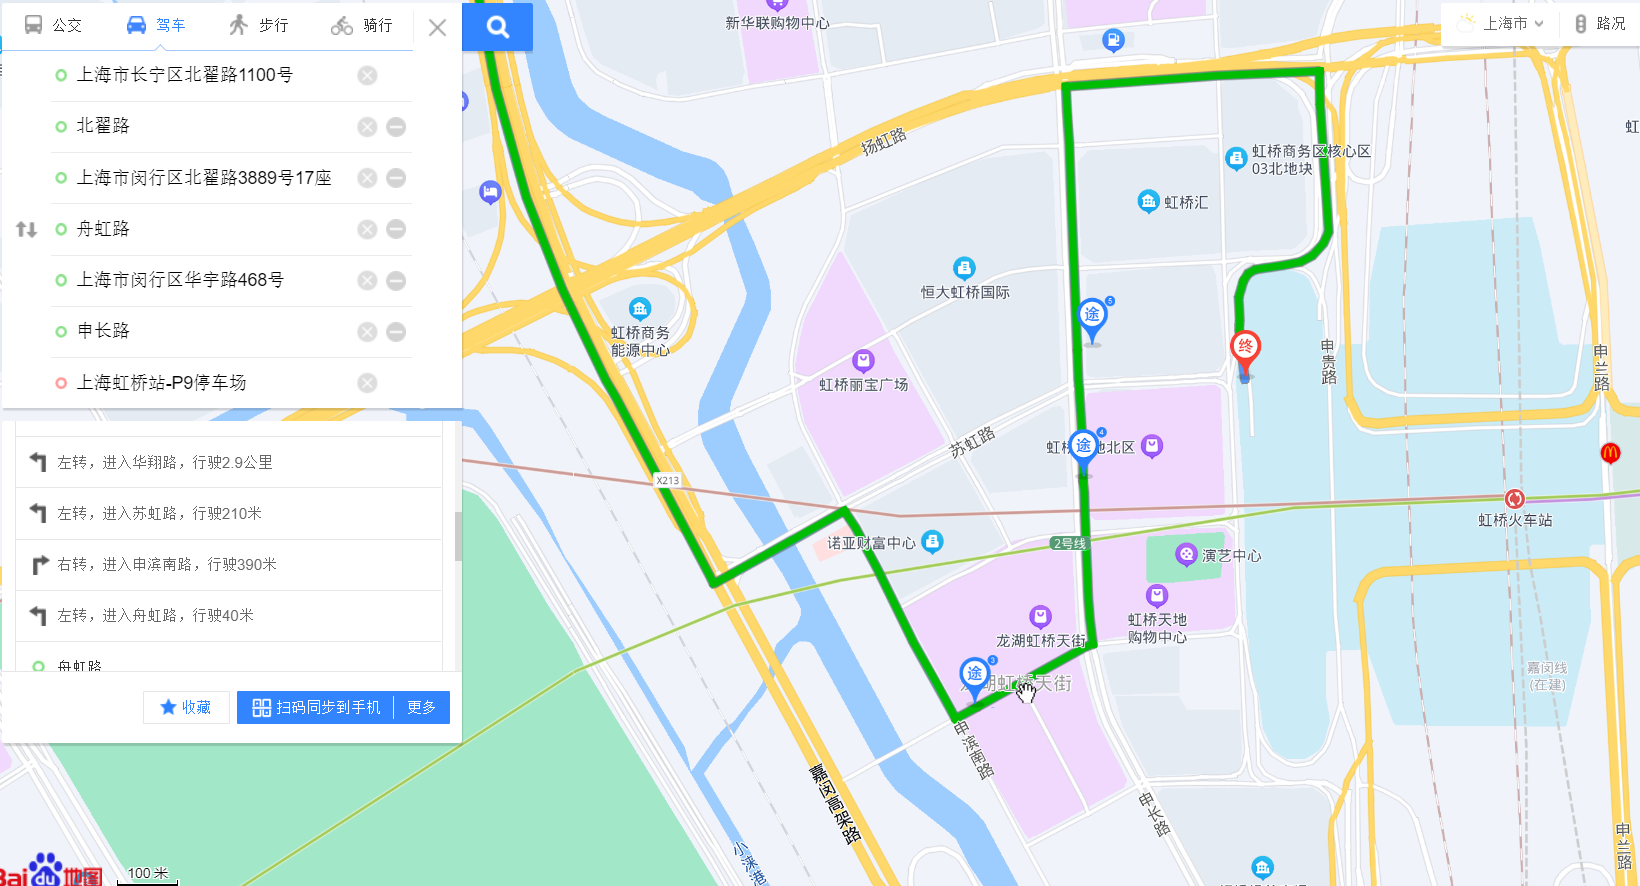 公交
驾车
步行
骑行
上海市长宁区北翟路1100号
北翟路
上海市闵行区北翟路3889号17座
舟虹路
上海市闵行区华宇路468号
申长路
上海虹桥站-P9停车场
左转，进入华翔路，行驶2.9公里
左转，进入苏虹路，行驶210米
右转，进入申滨南路，行驶390米
左转，进入舟虹路，行驶40米
舟虹路
收藏
扫码同步到手机
更多
Bai du 地图
100 米
上海市
路况
新华联购物中心
扬虹路
虹桥商务区核心区
03北地块
虹桥汇
恒大虹桥国际
虹桥商务
能源中心
虹桥丽宝广场
途
5
终
申贵路
申兰路
苏虹路
途
4
地北区
X213
虹桥火车站
诺亚财富中心
2号线
演艺中心
虹桥天地
购物中心
龙湖虹桥天街
途
3
嘉闵线
(在建)
申滨南路
嘉闵高架路
申长路
小涞港
申兰路
虹